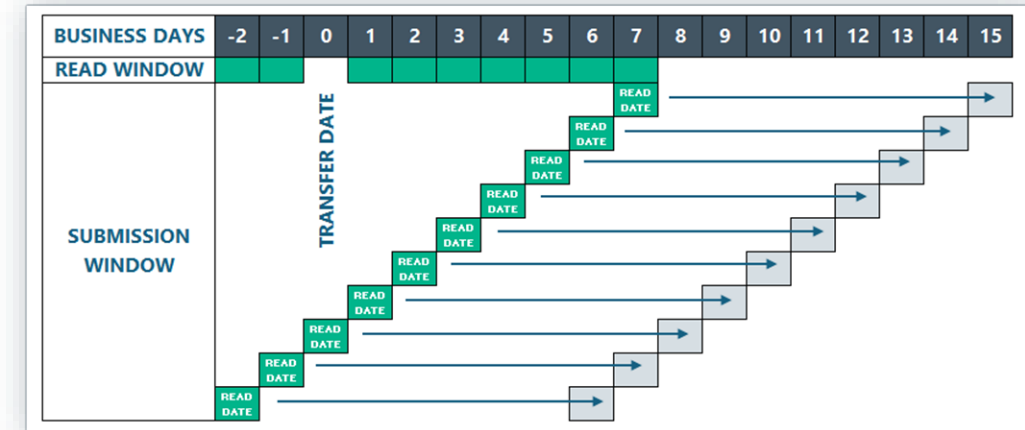 BUSINESS DAYS -2 -1 0 1 2 3 4 5 6 7 8 9 10 11 12 13 14 15
READ WINDOW
TRANSFER DATE
SUBMISSION
WINDOW
READ
DATE
READ
DATE
READ
DATE
READ
DATE
READ
DATE
READ
DATE
READ
DATE
READ
DATE
READ
DATE
READ
DATE